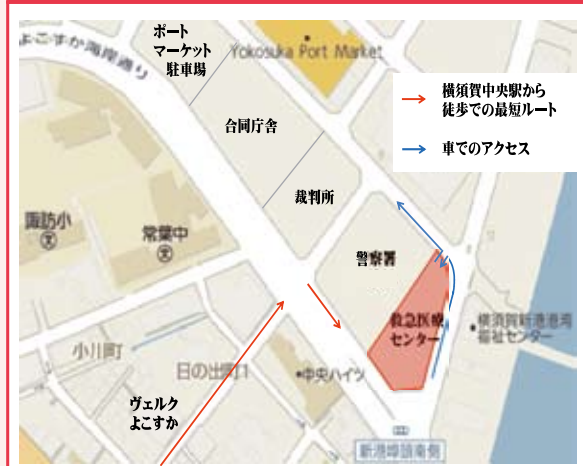 ポート
マーケット
駐車場
よこすか海岸通り
Yokosuka Port Market
横須賀中央駅から
徒歩での最短ルート
車でのアクセス
合同庁舎
裁判所
諏訪小
文
常葉中
文
警察署
救急医療
センター
横須賀新港港湾
福祉センター
小川町
日の出町1
中央ハイツ
ヴェルク
よこすか
新港埠頭南側